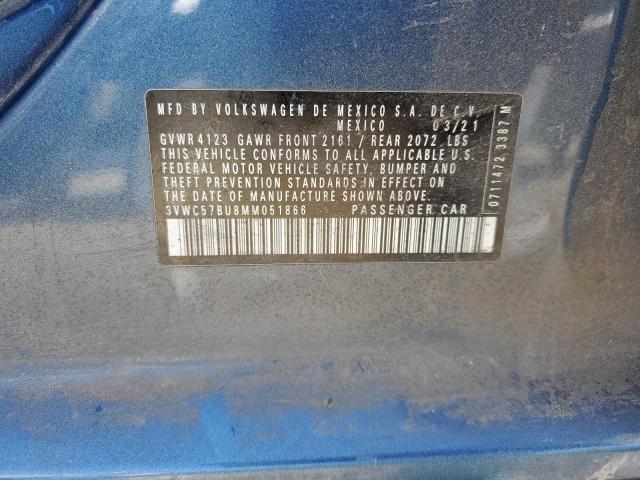 MFD BY VOLKSWAGEN DE MEXICO S.A. DE C.V.
MEXICO 03/21
GVWR 4123 GAWR FRONT 2161 / REAR 2072 LBS
THIS VEHICLE CONFORMS TO ALL APPLICABLE U.S.
FEDERAL MOTOR VEHICLE SAFETY, BUMPER AND
THEFT PREVENTION STANDARDS IN EFFECT ON
THE DATE OF MANUFACTURE SHOWN ABOVE.
3VWC57BU8MM051866 PASSENGER CAR
0711472 3387 M